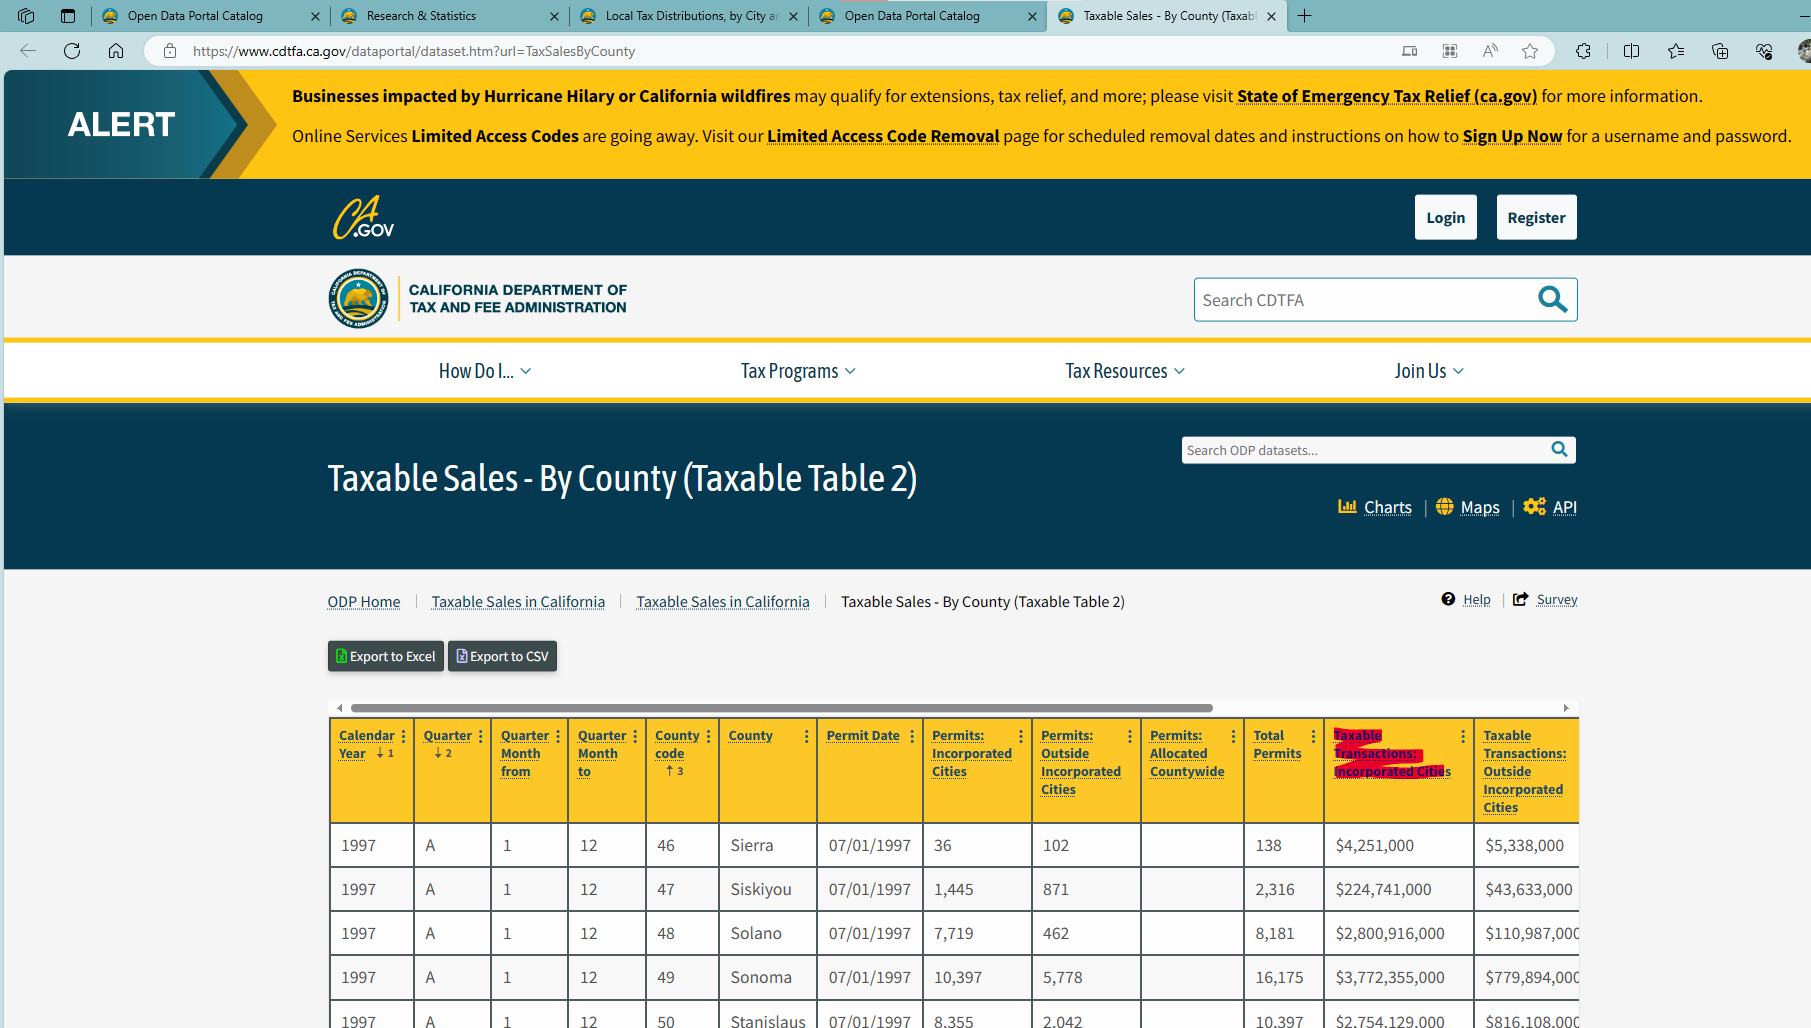 Open Data Portal Catalog
Research & Statistics
Local Tax Distributions, by City ar
Open Data Portal Catalog
Taxable Sales - By County (Taxabl
https://www.cdtfa.ca.gov/dataportal/dataset.htm?url=TaxSalesByCounty
ALERT
Businesses impacted by Hurricane Hilary or California wildfires may qualify for extensions, tax relief, and more; please visit State of Emergency Tax Relief (ca.gov) for more information.
Online Services Limited Access Codes are going away. Visit our Limited Access Code Removal page for scheduled removal dates and instructions on how to Sign Up Now for a username and password.
CA.GOV
Login
Register
CALIFORNIA DEPARTMENT OF
TAX AND FEE ADMINISTRATION
Search CDTFA
How Do I...
Tax Programs
Tax Resources
Join Us
Taxable Sales - By County (Taxable Table 2)
Search ODP datasets...
Charts | Maps | API
ODP Home | Taxable Sales in California | Taxable Sales in California | Taxable Sales - By County (Taxable Table 2)
Help | Survey
Export to Excel
Export to CSV
Calendar Year 1
Quarter 2
Quarter Month from
Quarter Month to
County code 3
County
Permit Date
Permits: Incorporated Cities
Permits: Outside Incorporated Cities
Permits: Allocated Countywide
Total Permits
Taxable Transactions: Incorporated Cities
Taxable Transactions: Outside Incorporated Cities
1997 A 1 12 46 Sierra 07/01/1997 36 102 138 $4,251,000 $5,338,000
1997 A 1 12 47 Siskiyou 07/01/1997 1,445 871 2,316 $224,741,000 $43,633,000
1997 A 1 12 48 Solano 07/01/1997 7,719 462 8,181 $2,800,916,000 $110,987,000
1997 A 1 12 49 Sonoma 07/01/1997 10,397 5,778 16,175 $3,772,355,000 $779,894,000
1997 A 1 12 50 Stanislaus 07/01/1997 8,355 2,042 10,397 $2,754,129,000 $816,108,000